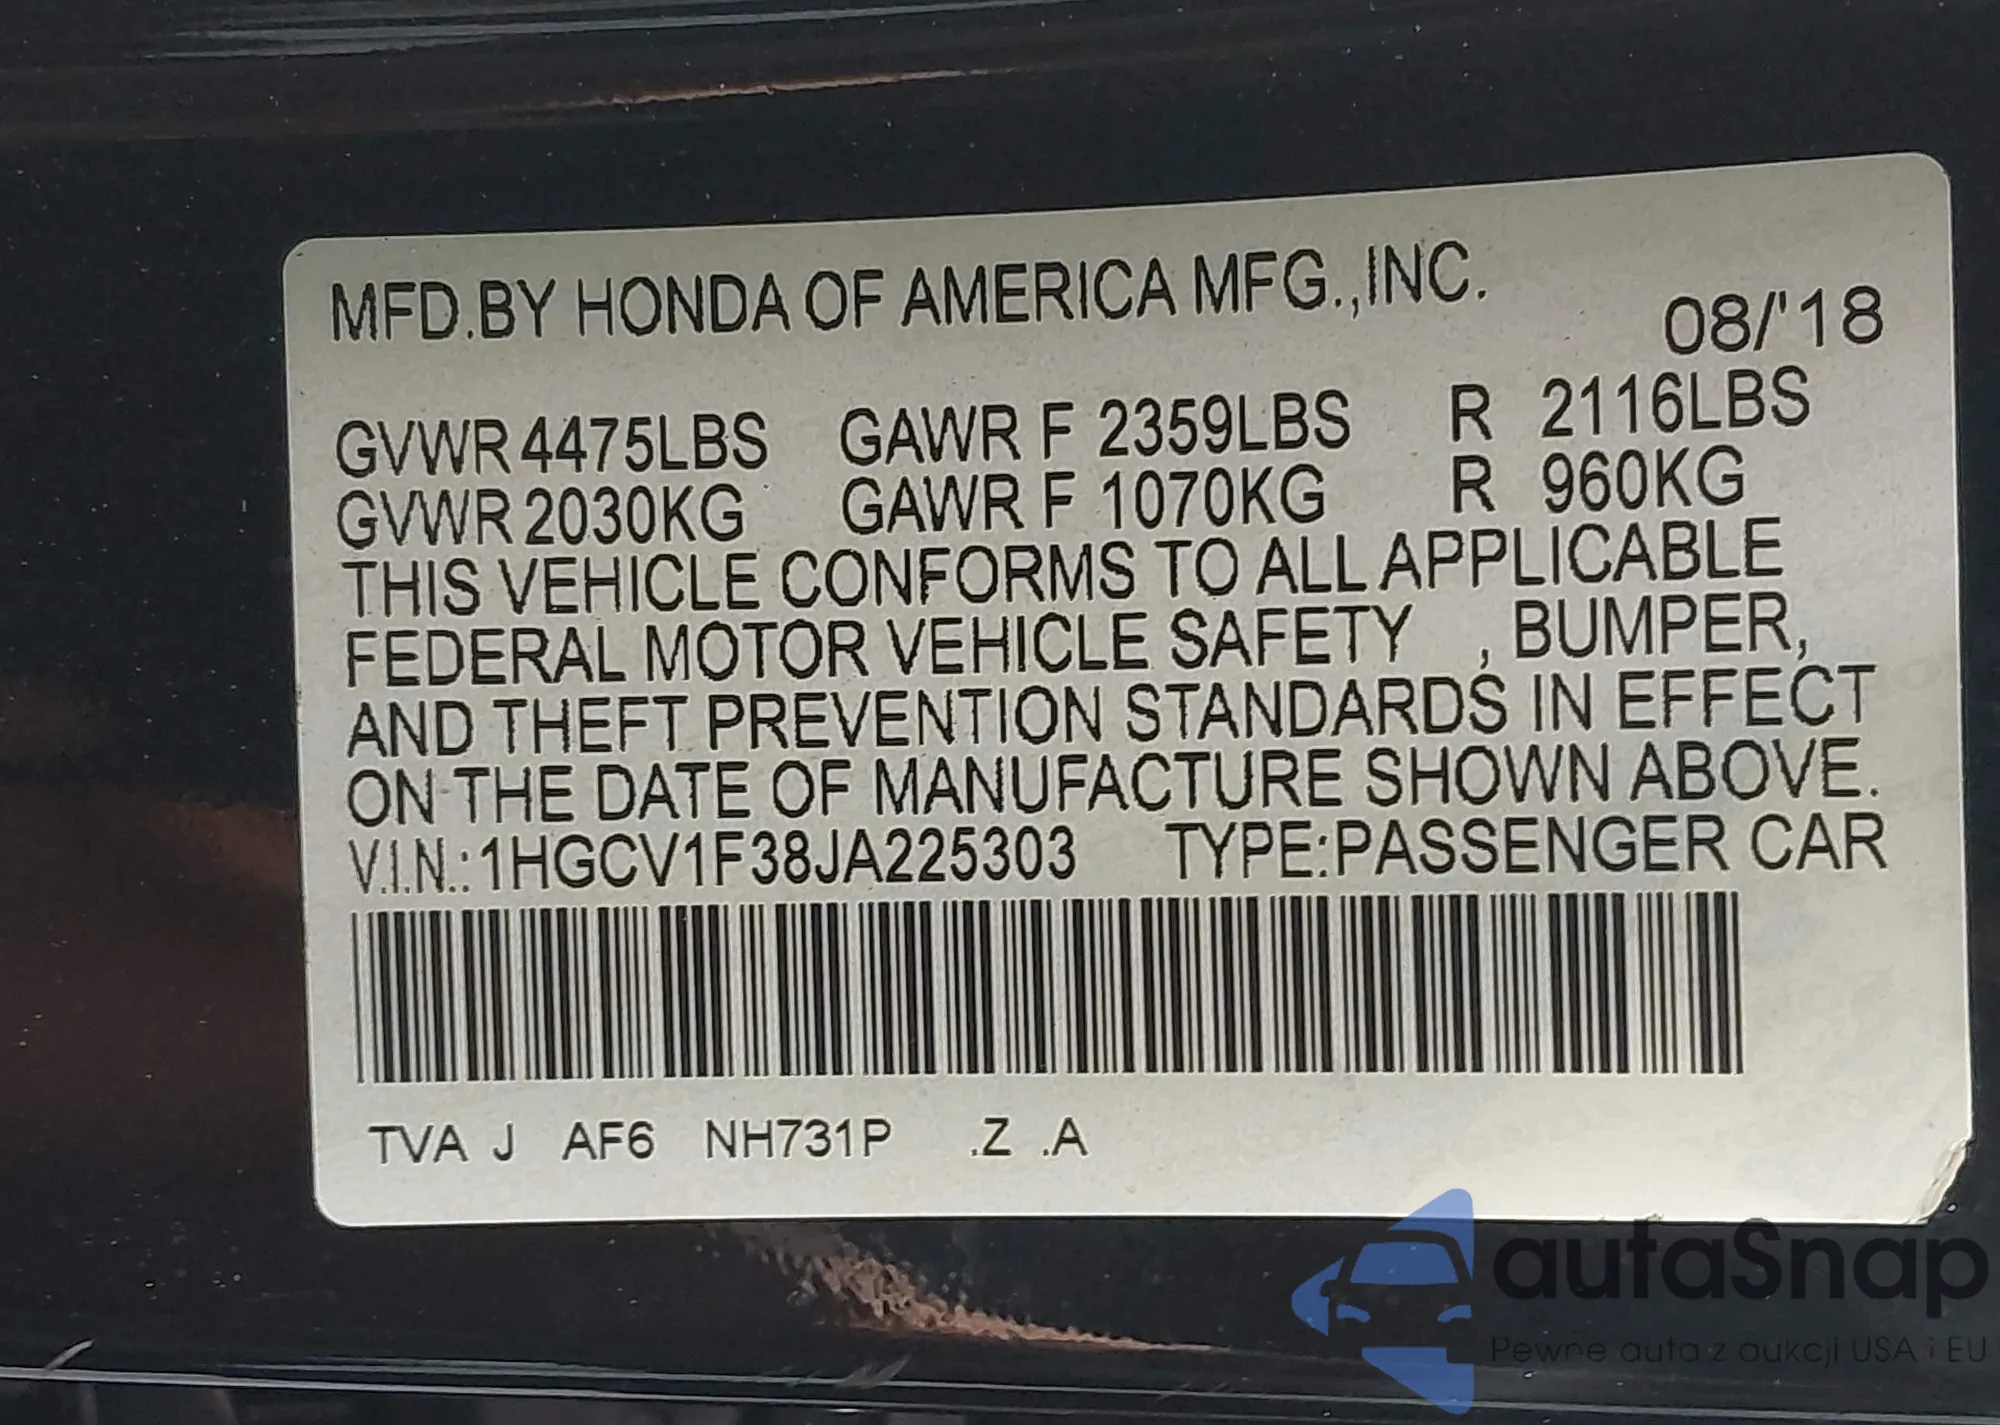 MFD.BY HONDA OF AMERICA MFG.,INC.
08/'18
GVWR 4475LBS GAWR F 2359LBS R 2116LBS
GVWR 2030KG GAWR F 1070KG R 960KG
THIS VEHICLE CONFORMS TO ALL APPLICABLE
FEDERAL MOTOR VEHICLE SAFETY , BUMPER,
AND THEFT PREVENTION STANDARDS IN EFFECT
ON THE DATE OF MANUFACTURE SHOWN ABOVE.
V.I.N.: 1HGCV1F38JA225303 TYPE:PASSENGER CAR
TVA J AF6 NH731P .Z .A
autaSnap
Pewne auta z aukcji USA i EU